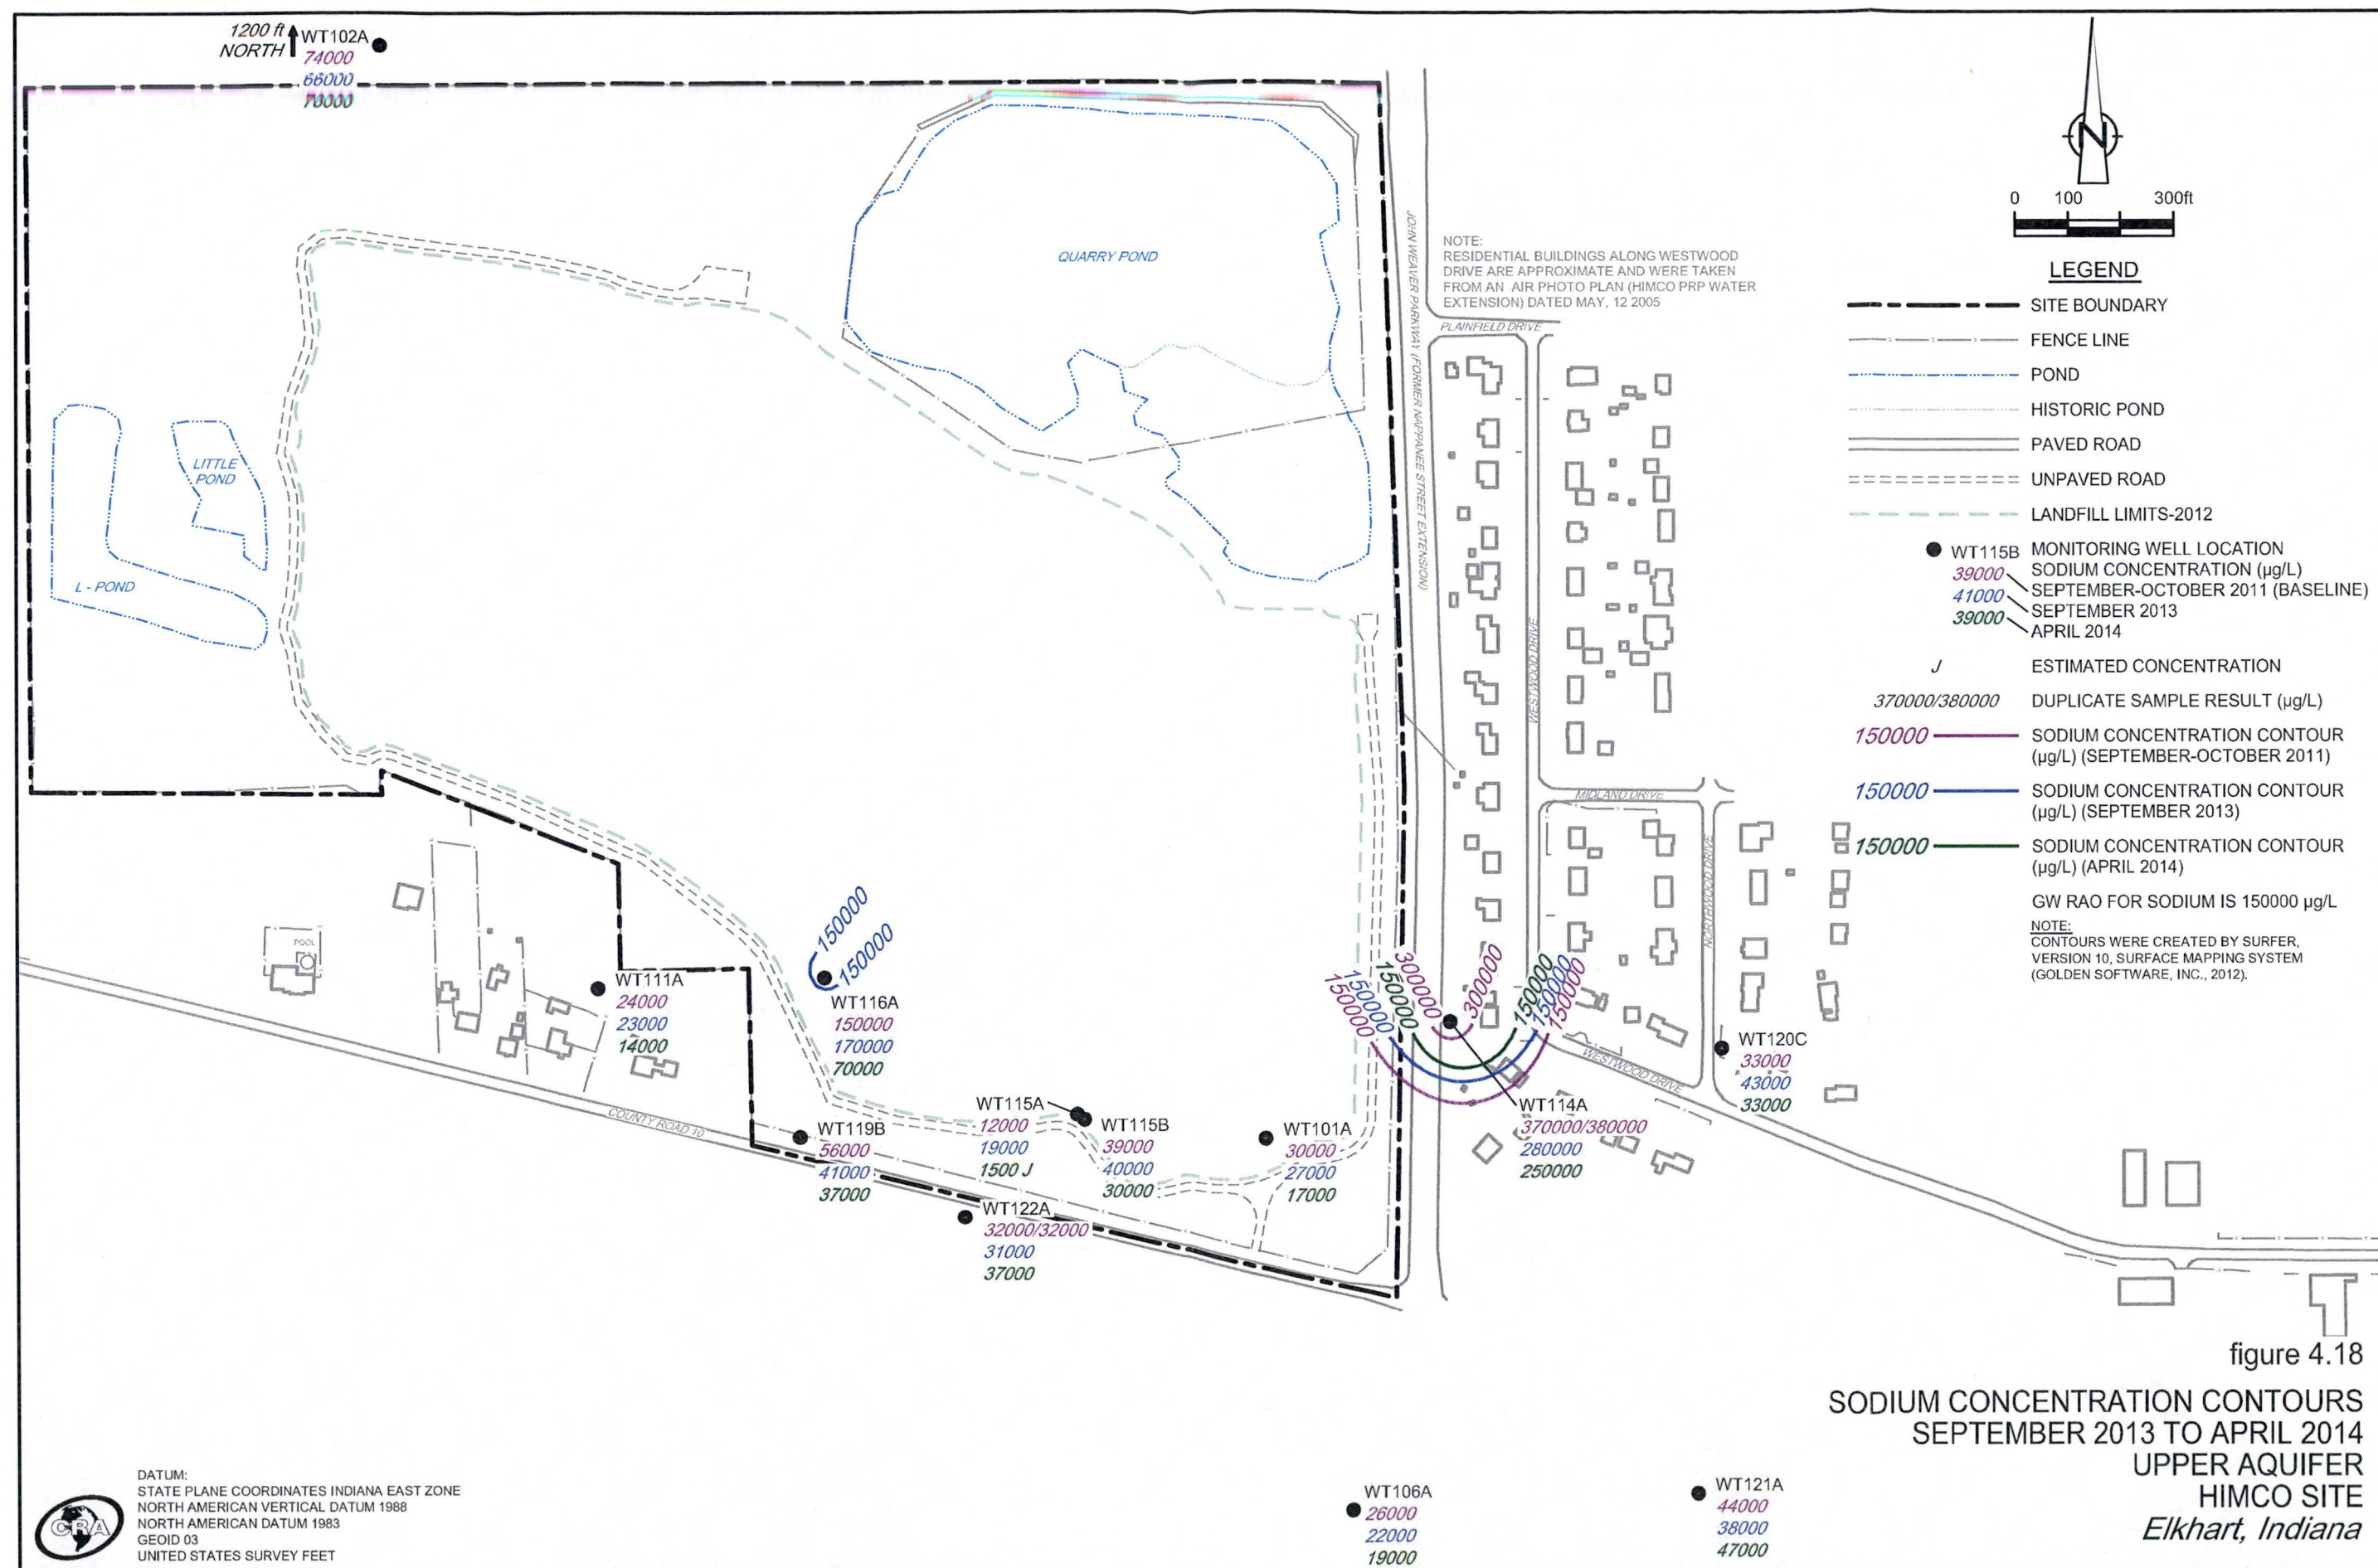 1200 ft
NORTH
WT102A
74000
66000
70000
QUARRY POND
JOHN WEAVER PARKWAY (FORMER NAPPANEE STREET EXTENSION)
NOTE:
RESIDENTIAL BUILDINGS ALONG WESTWOOD
DRIVE ARE APPROXIMATE AND WERE TAKEN
FROM AN AIR PHOTO PLAN (HIMCO PRP WATER
EXTENSION) DATED MAY, 12 2005
PLAINFIELD DRIVE
WESTWOOD DRIVE
MIDLAND DRIVE
NORTHWOOD DRIVE
WESTWOOD DRIVE
LITTLE
POND
L - POND
POOL
COUNTY ROAD 10
WT111A
24000
23000
14000
150000
150000
WT116A
150000
170000
70000
WT119B
56000
41000
37000
WT115A
12000
19000
1500 J
WT115B
39000
40000
30000
WT101A
30000
27000
17000
WT122A
32000/32000
31000
37000
150000
150000
150000
300000
300000
150000
150000
150000
WT114A
370000/380000
280000
250000
WT120C
33000
43000
33000
WT106A
26000
22000
19000
WT121A
44000
38000
47000
N
0 100 300ft
LEGEND
SITE BOUNDARY
FENCE LINE
POND
HISTORIC POND
PAVED ROAD
UNPAVED ROAD
LANDFILL LIMITS-2012
WT115B MONITORING WELL LOCATION
SODIUM CONCENTRATION (µg/L)
39000 SEPTEMBER-OCTOBER 2011 (BASELINE)
41000 SEPTEMBER 2013
39000 APRIL 2014
J ESTIMATED CONCENTRATION
370000/380000 DUPLICATE SAMPLE RESULT (µg/L)
150000 SODIUM CONCENTRATION CONTOUR
(µg/L) (SEPTEMBER-OCTOBER 2011)
150000 SODIUM CONCENTRATION CONTOUR
(µg/L) (SEPTEMBER 2013)
150000 SODIUM CONCENTRATION CONTOUR
(µg/L) (APRIL 2014)
GW RAO FOR SODIUM IS 150000 µg/L
NOTE:
CONTOURS WERE CREATED BY SURFER,
VERSION 10, SURFACE MAPPING SYSTEM
(GOLDEN SOFTWARE, INC., 2012).
figure 4.18
SODIUM CONCENTRATION CONTOURS
SEPTEMBER 2013 TO APRIL 2014
UPPER AQUIFER
HIMCO SITE
Elkhart, Indiana
CRA
DATUM:
STATE PLANE COORDINATES INDIANA EAST ZONE
NORTH AMERICAN VERTICAL DATUM 1988
NORTH AMERICAN DATUM 1983
GEOID 03
UNITED STATES SURVEY FEET